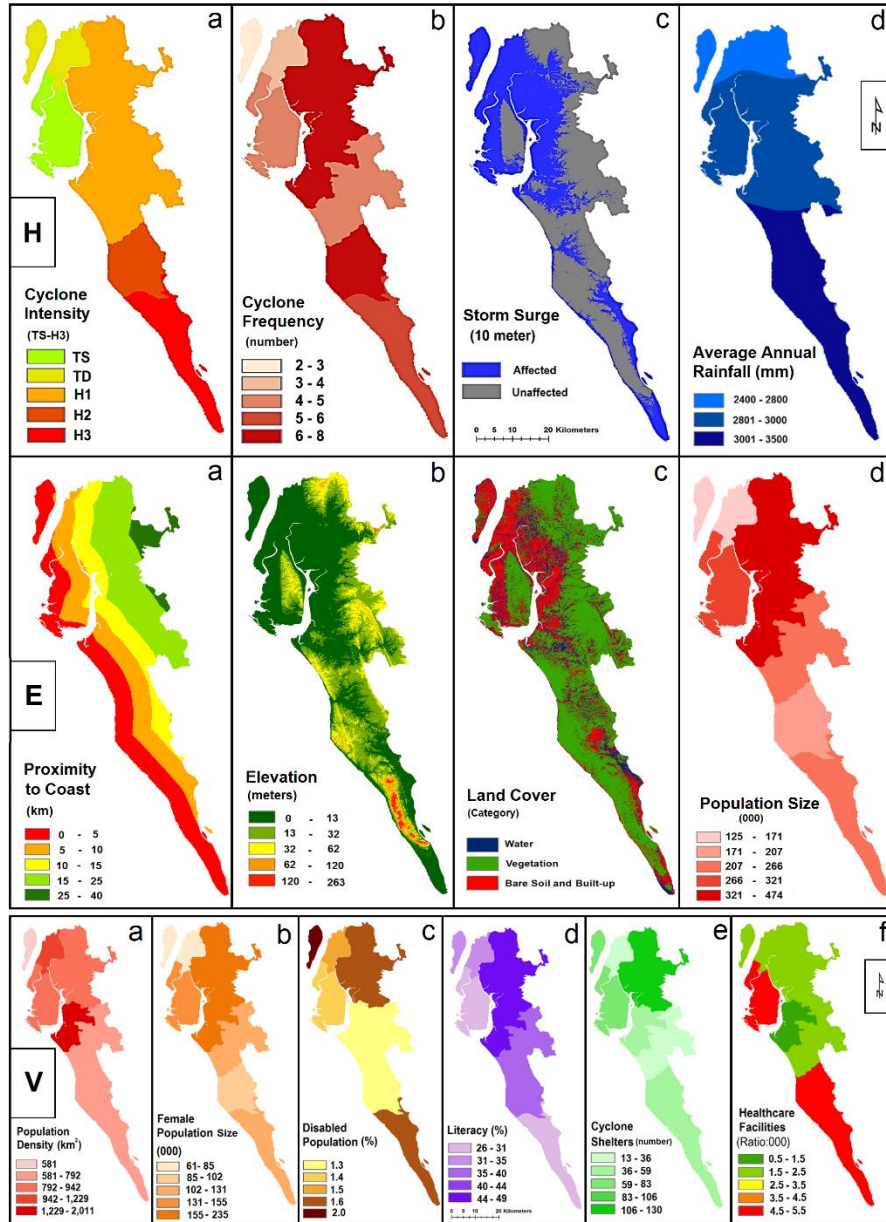 a
b
c
d
N
H
Cyclone
Intensity
(TS-H3)
TS
TD
H1
H2
H3
Cyclone
Frequency
(number)
2 - 3
3 - 4
4 - 5
5 - 6
6 - 8
Storm Surge
(10 meter)
Affected
Unaffected
0 10 20 Kilometers
Average Annual
Rainfall (mm)
2400 - 2800
2801 - 3000
3001 - 3500
a
b
c
d
E
Proximity
to Coast
(km)
0 - 5
5 - 10
10 - 15
15 - 25
25 - 40
Elevation
(meters)
0 - 13
13 - 32
32 - 62
62 - 120
120 - 263
Land Cover
(Category)
Water
Vegetation
Bare Soil and Built-up
Population Size
(000)
125 - 171
171 - 207
207 - 266
266 - 321
321 - 474
a
b
c
d
e
f
N
V
Population
Density (km²)
581
581 - 792
792 - 942
942 - 1,229
1,229 - 2,011
Female
Population Size
(000)
61- 85
85 - 102
102 - 131
131 - 155
155 - 235
Disabled
Population (%)
1.3
1.4
1.5
1.6
2.0
Literacy (%)
26 - 31
31 - 35
35 - 40
40 - 44
44 - 49
0 10 20 Kilometers
Cyclone
Shelters (number)
13 - 36
36 - 59
59 - 83
83 - 106
106 - 130
Healthcare
Facilities
(Ratio:000)
0.5 - 1.5
1.5 - 2.5
2.5 - 3.5
3.5 - 4.5
4.5 - 5.5